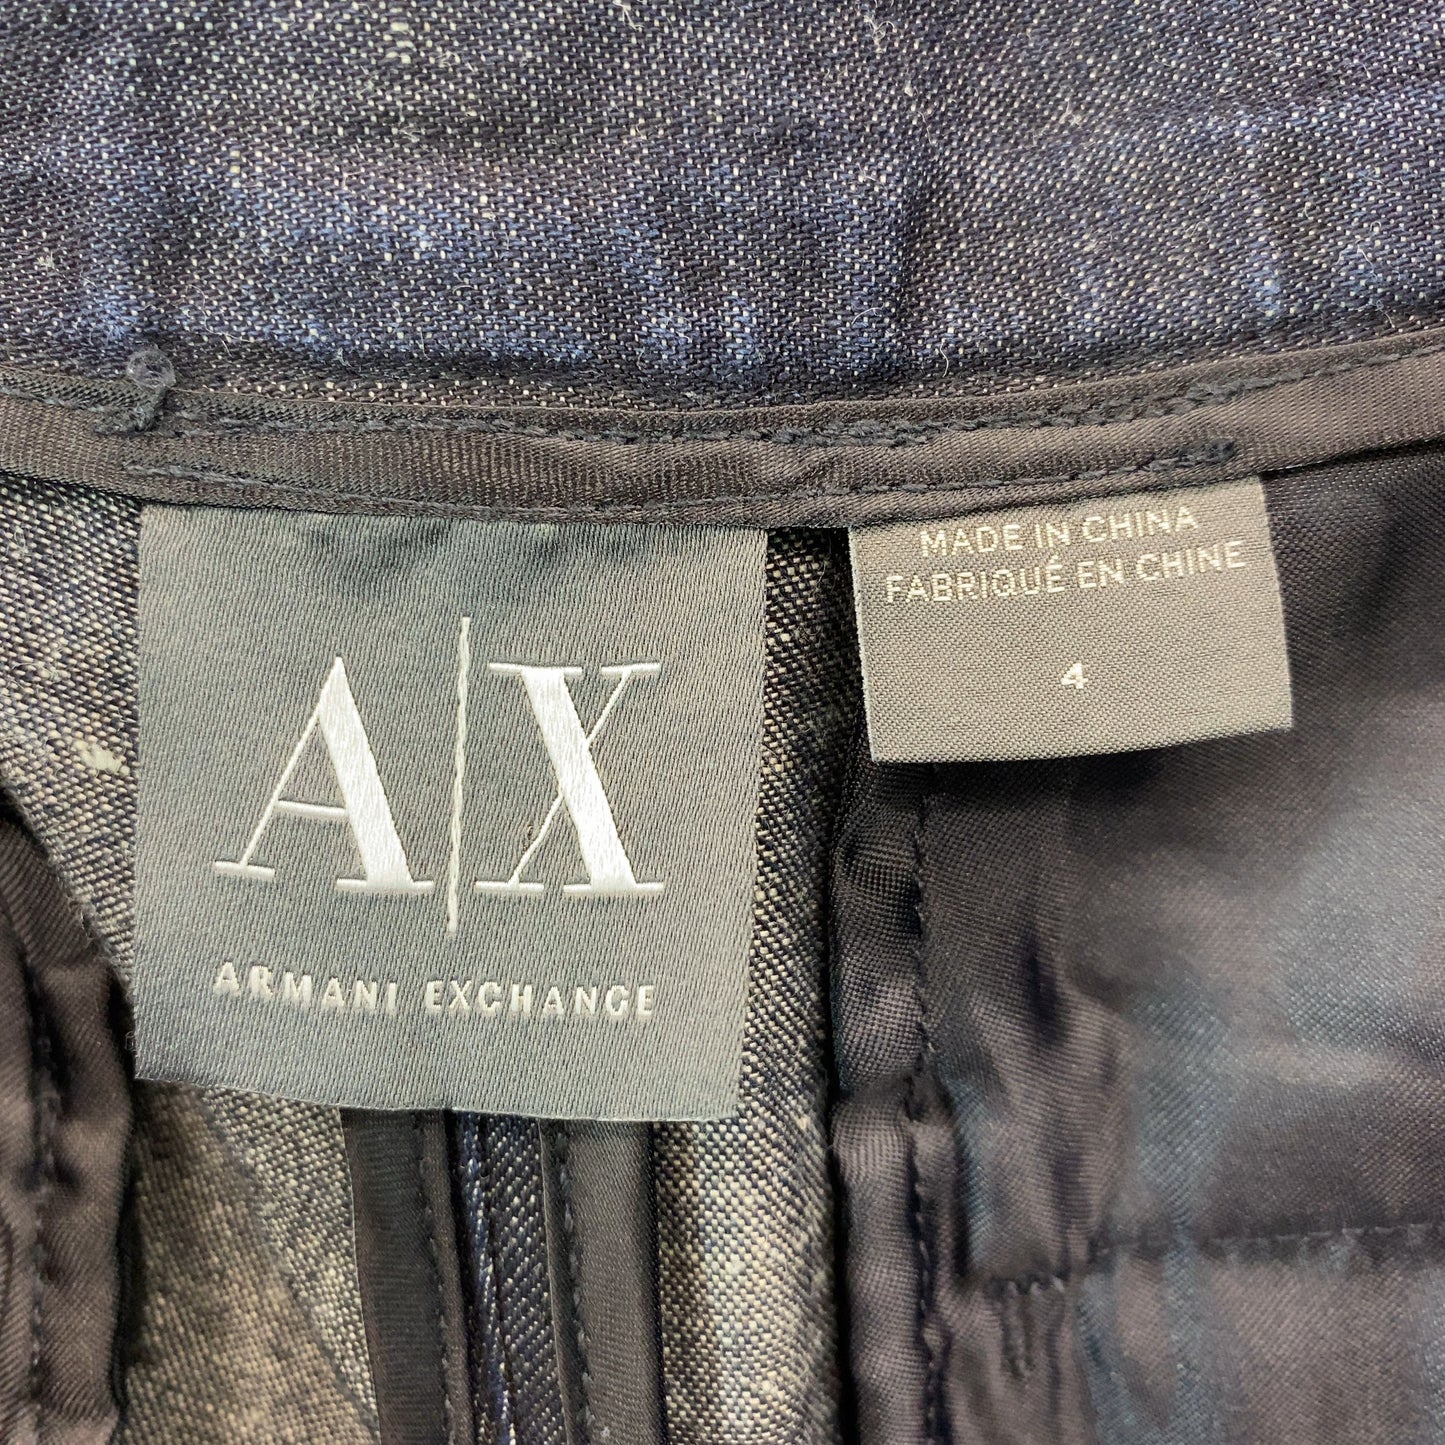 A|X
ARMANI EXCHANGE
MADE IN CHINA
FABRIQUÉ EN CHINE
4